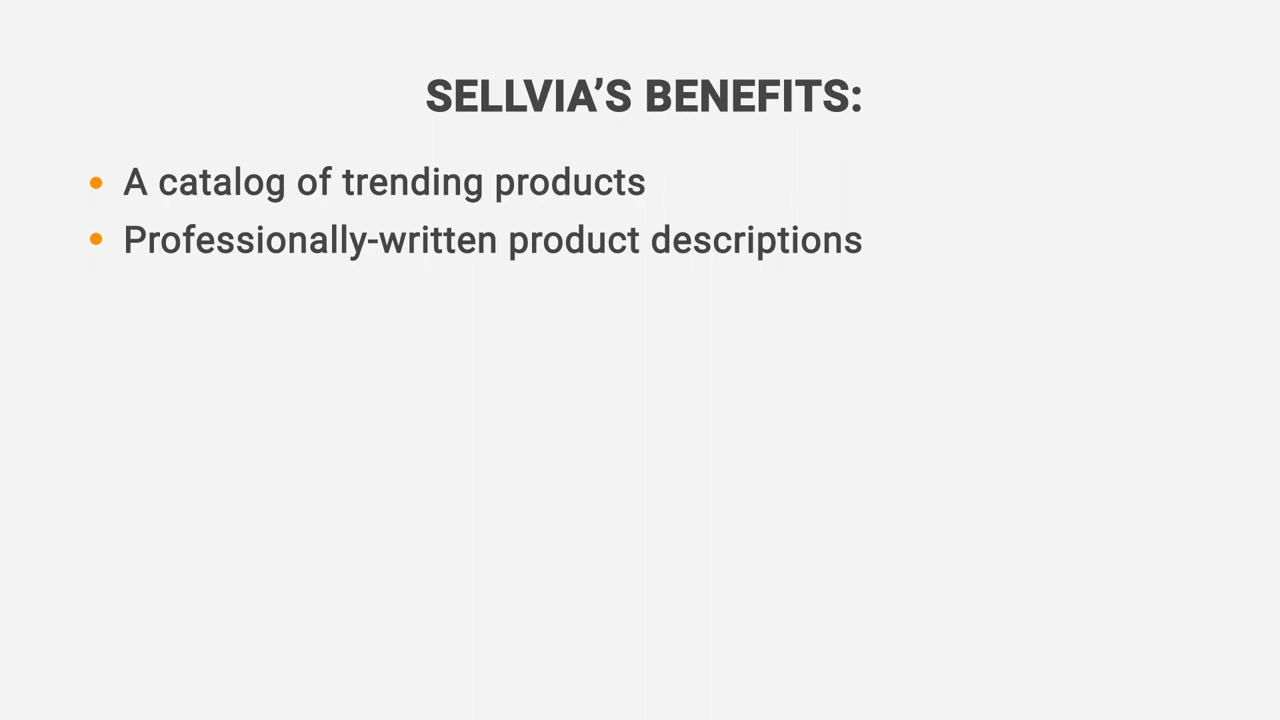 SELLVIA’S BENEFITS:
• A catalog of trending products
• Professionally-written product descriptions